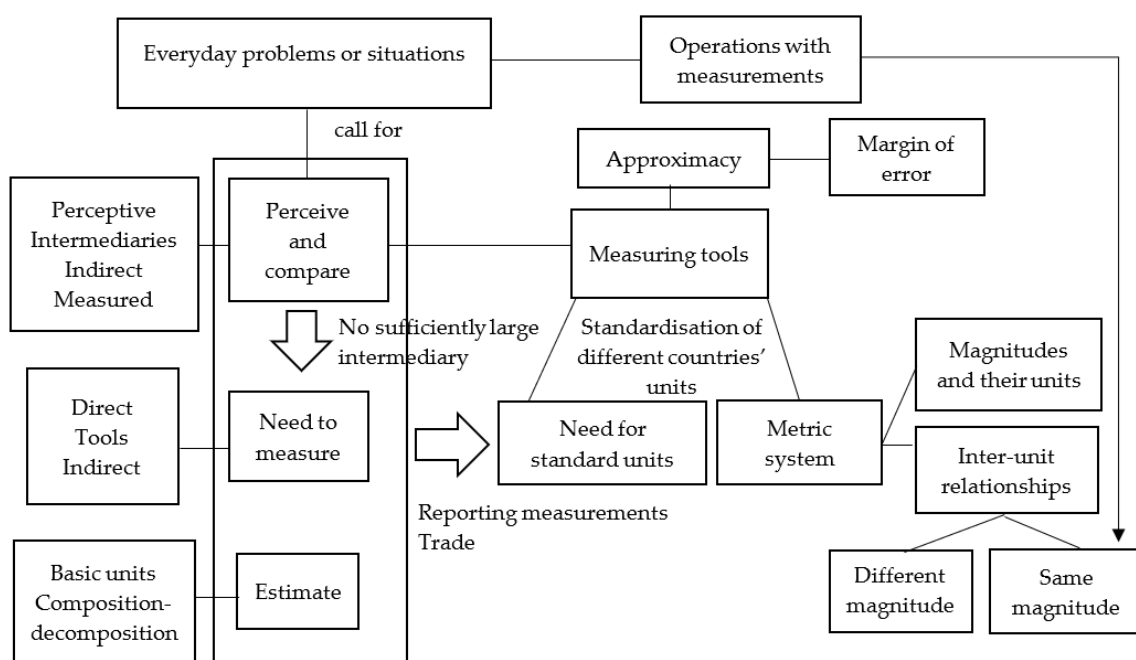 Everyday problems or situations
Operations with
measurements
call for
Approximacy
Margin of
error
Perceptive
Intermediaries
Indirect
Measured
Perceive
and
compare
Measuring tools
No sufficiently large
intermediary
Standardisation of
different countries’
units
Magnitudes
and their units
Direct
Tools
Indirect
Need to
measure
Need for
standard units
Metric
system
Inter-unit
relationships
Reporting measurements
Trade
Basic units
Composition-
decomposition
Estimate
Different
magnitude
Same
magnitude